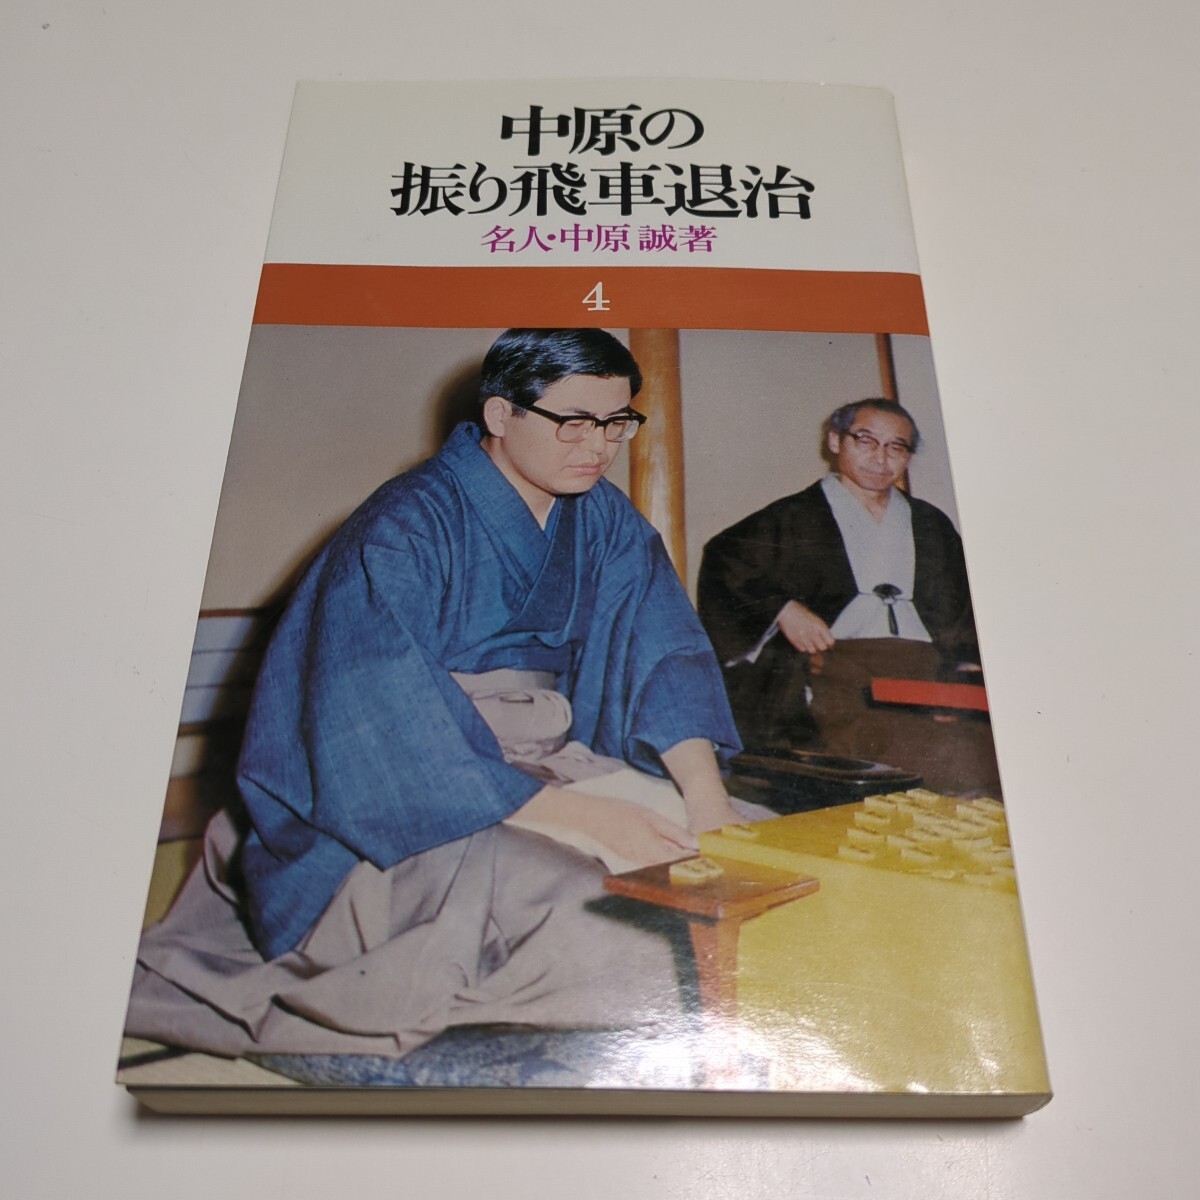 中原の
振り飛車退治
名人・中原 誠著
4